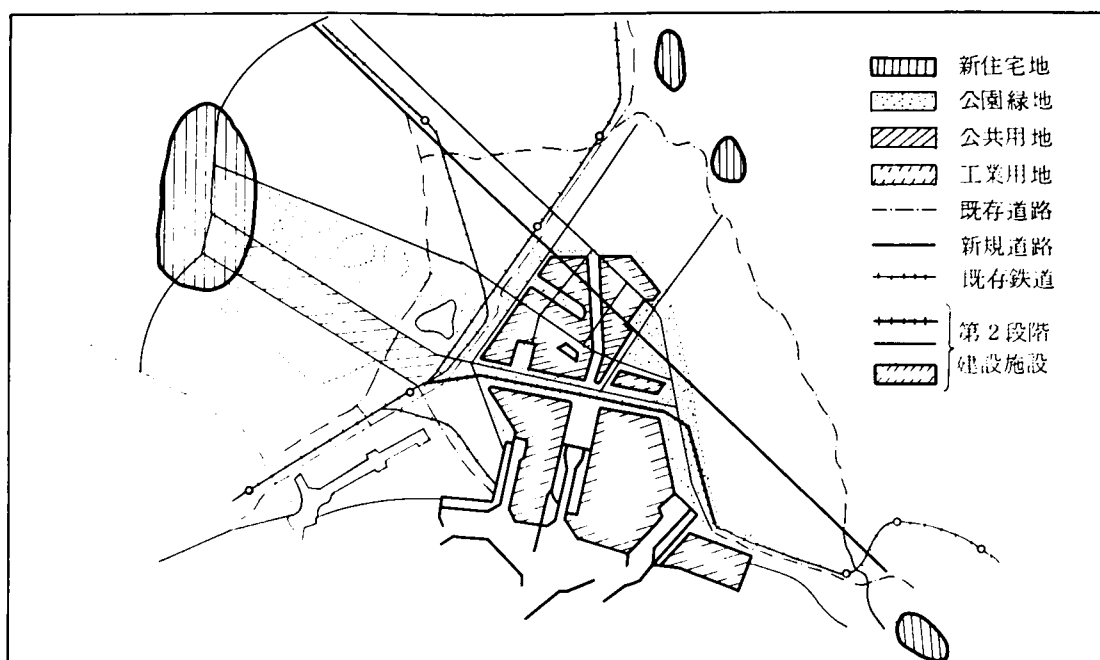 新住宅地
公園緑地
公共用地
工業用地
既存道路
新規道路
既存鉄道
第2段階
建設施設